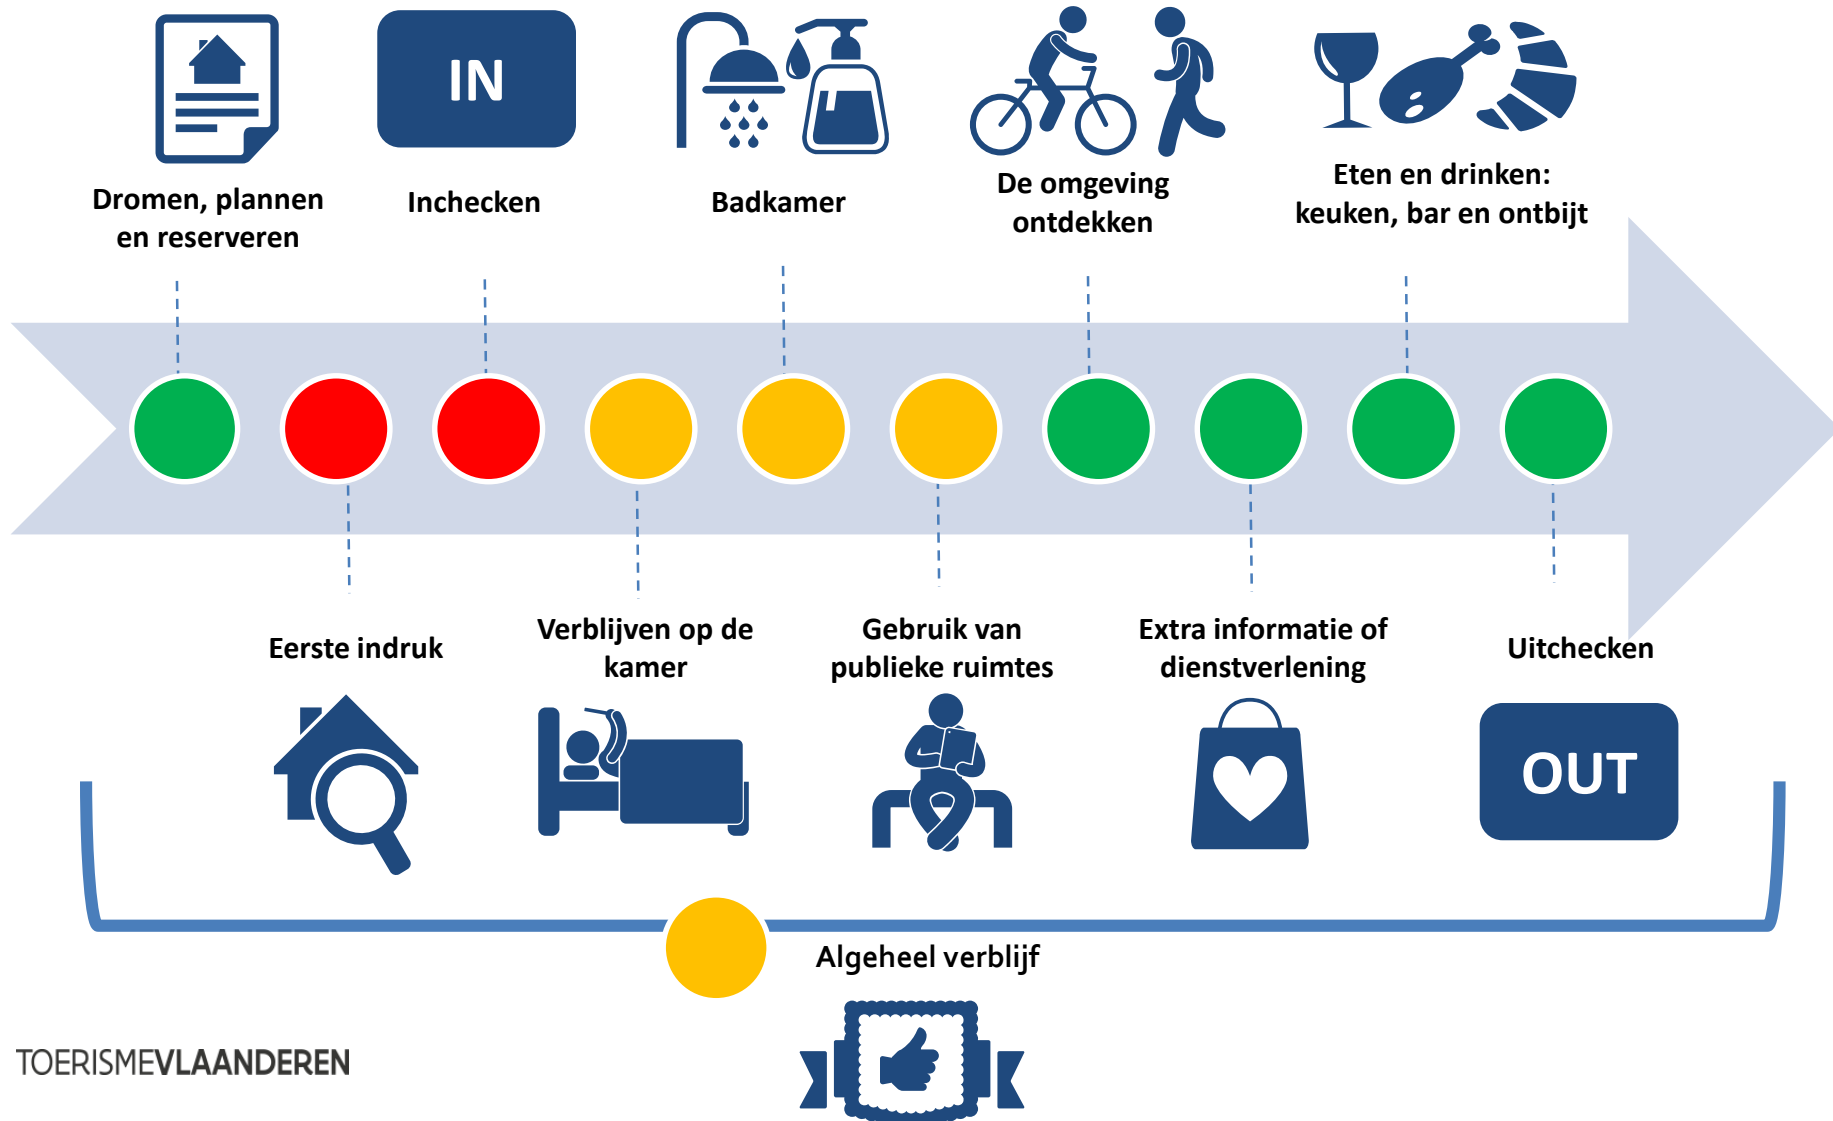 IN
Dromen, plannen
en reserveren
Inchecken
Badkamer
De omgeving
ontdekken
Eten en drinken:
keuken, bar en ontbijt
Eerste indruk
Verblijven op de
kamer
Gebruik van
publieke ruimtes
Extra informatie of
dienstverlening
Uitchecken
OUT
Algeheel verblijf
TOERISMEVLAANDEREN